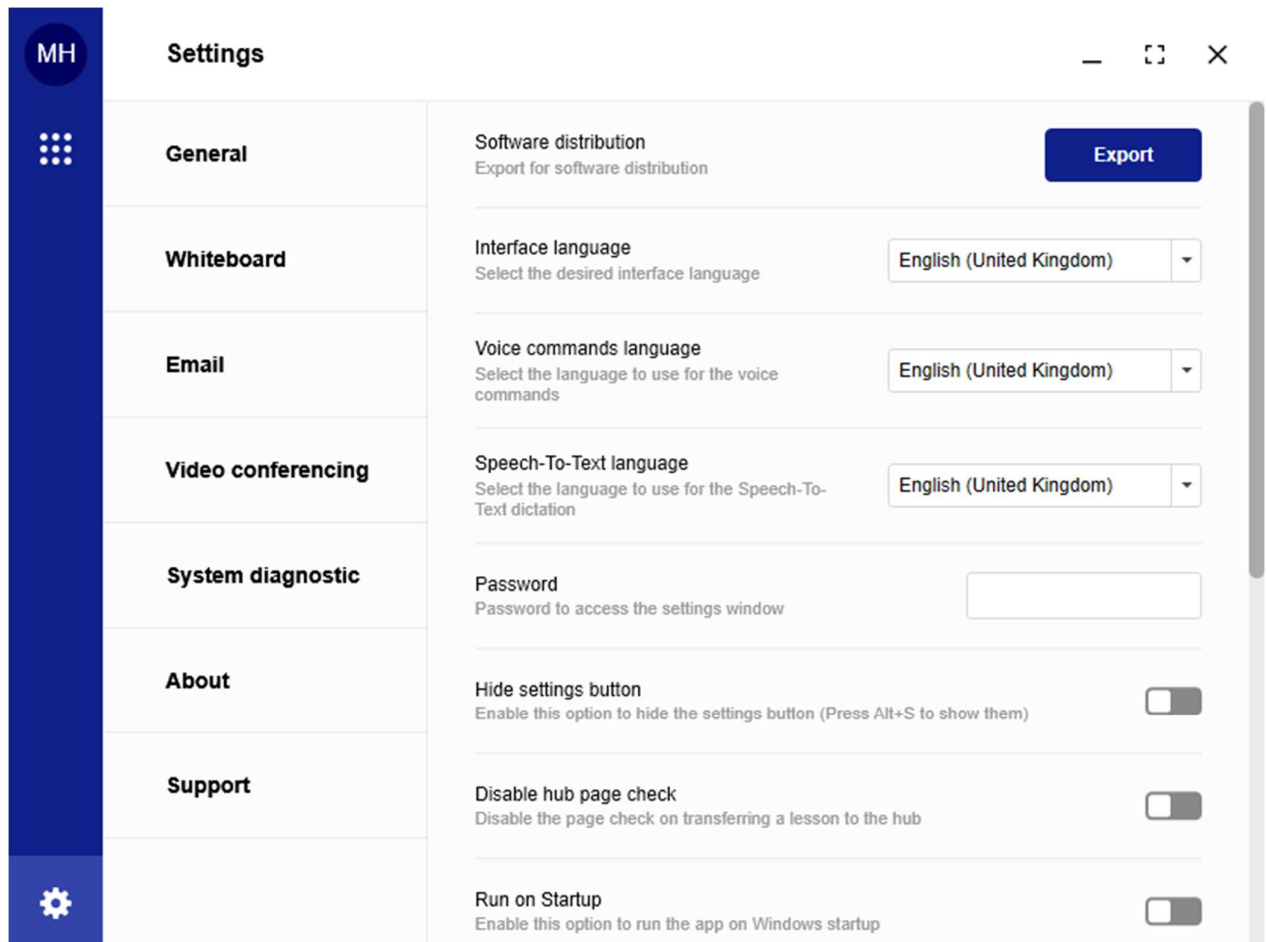 MH
Settings
General
Whiteboard
Email
Video conferencing
System diagnostic
About
Support
Software distribution
Export for software distribution
Export
Interface language
Select the desired interface language
English (United Kingdom)
Voice commands language
Select the language to use for the voice
commands
English (United Kingdom)
Speech-To-Text language
Select the language to use for the Speech-To-
Text dictation
English (United Kingdom)
Password
Password to access the settings window
Hide settings button
Enable this option to hide the settings button (Press Alt+S to show them)
Disable hub page check
Disable the page check on transferring a lesson to the hub
Run on Startup
Enable this option to run the app on Windows startup